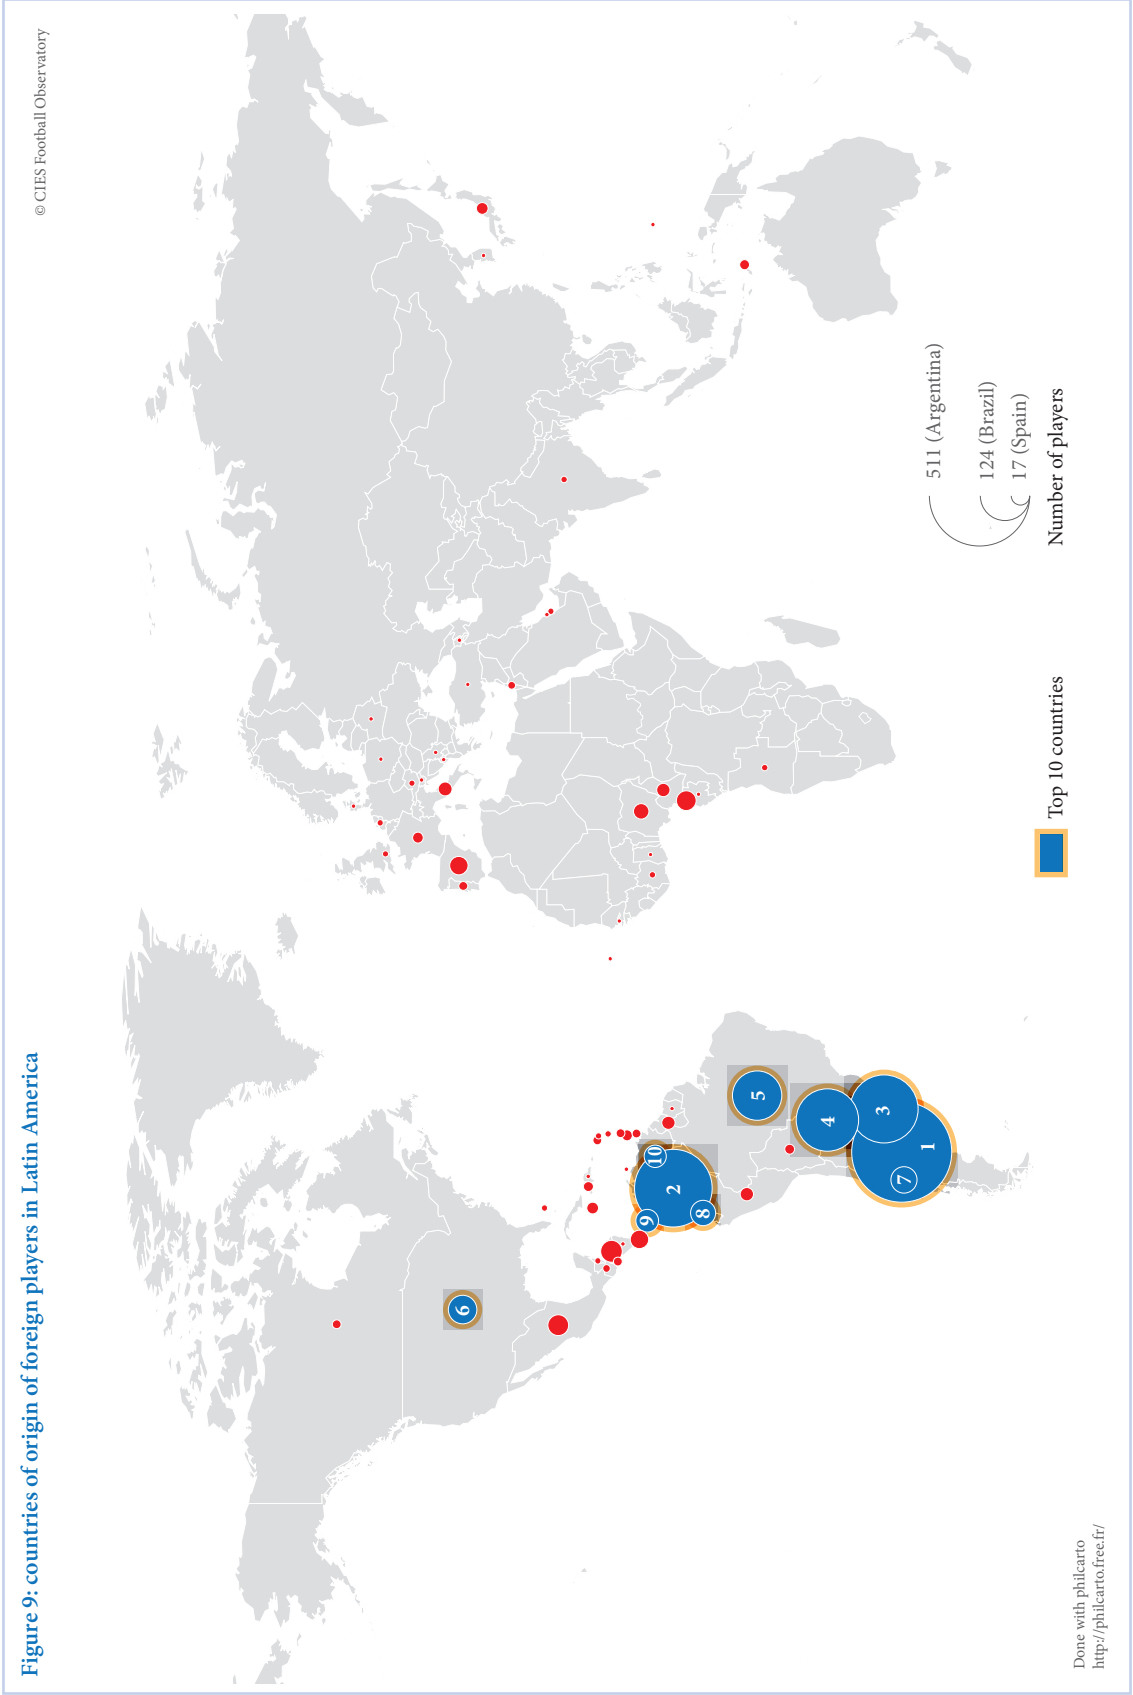 Figure 9: countries of origin of foreign players in Latin America
© CIES Football Observatory
6
10
9
2
8
5
4
3
7
1
511 (Argentina)
124 (Brazil)
17 (Spain)
Number of players
Top 10 countries
Done with philcarto
http://philcarto.free.fr/